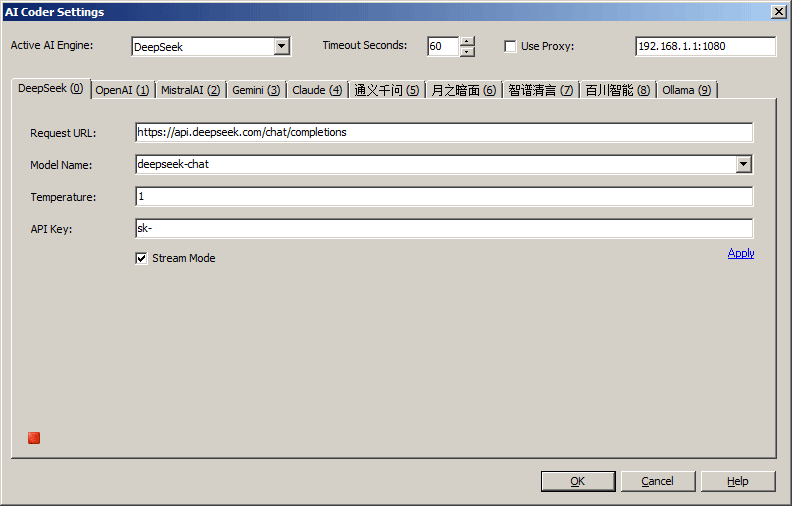 AI Coder Settings
Active AI Engine: DeepSeek Timeout Seconds: 60 Use Proxy: 192.168.1.1:1080
DeepSeek (0) OpenAI (1) MistralAI (2) Gemini (3) Claude (4) 通义千问 (5) 月之暗面 (6) 智谱清言 (7) 百川智能 (8) Ollama (9)
Request URL: https://api.deepseek.com/chat/completions
Model Name: deepseek-chat
Temperature: 1
API Key: sk-
Stream Mode Apply
OK Cancel Help